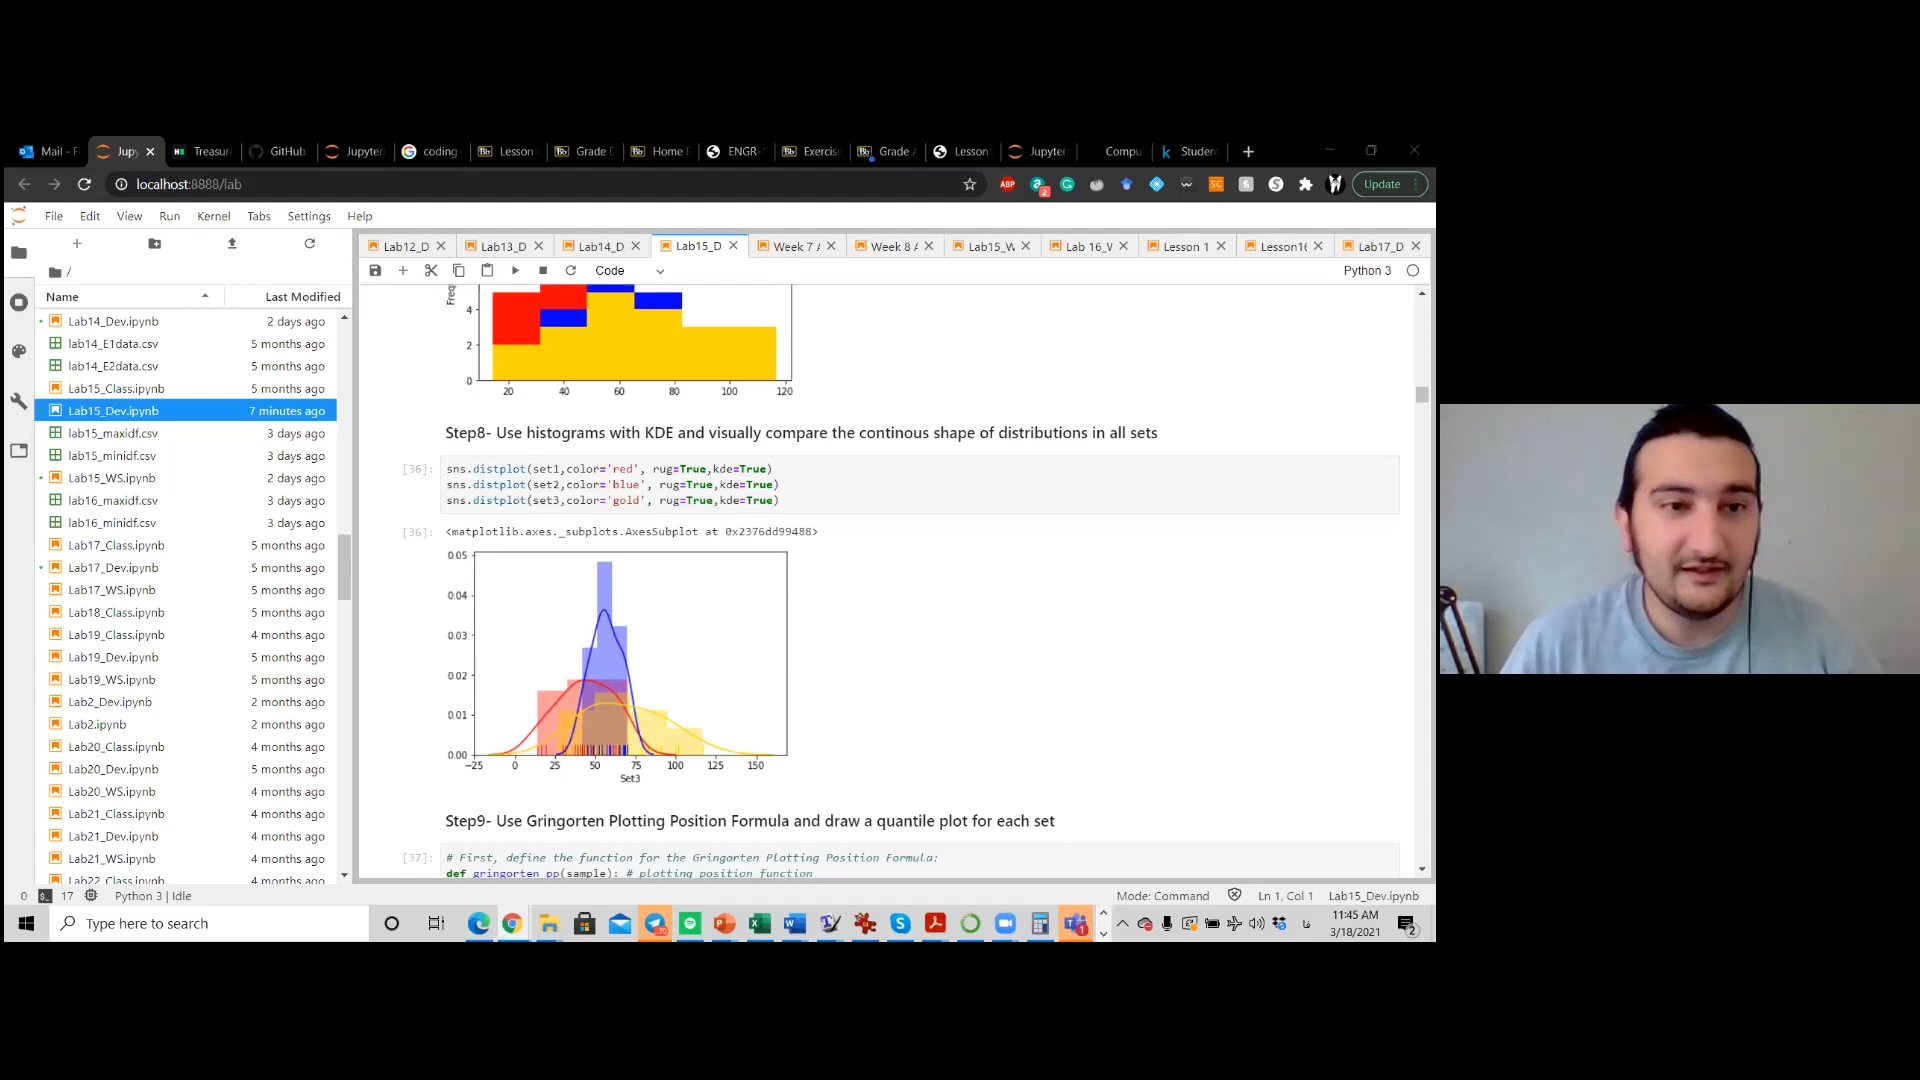 Mail - F
Jupy
Treasure
GitHub
Jupyter
coding
Lesson
Grade D
Home P
ENGR-
Exercise
Grade
Lesson
Jupyter
Compu
Student
localhost:8888/lab
ABP
2
SC
Update
File Edit View Run Kernel Tabs Settings Help
Lab12_D
Lab13_D
Lab14_D
Lab15_D
Week 7 A
Week 8 A
Lab15_W
Lab 16_V
Lesson 1
Lesson16
Lab17_D
Code
Python 3
/
Name Last Modified
Lab14_Dev.ipynb 2 days ago
lab14_E1data.csv 5 months ago
lab14_E2data.csv 5 months ago
Lab15_Class.ipynb 5 months ago
Lab15_Dev.ipynb 7 minutes ago
lab15_maxidf.csv 3 days ago
lab15_minidf.csv 3 days ago
Lab15_WS.ipynb 2 days ago
lab16_maxidf.csv 3 days ago
lab16_minidf.csv 3 days ago
Lab17_Class.ipynb 5 months ago
Lab17_Dev.ipynb 5 months ago
Lab17_WS.ipynb 5 months ago
Lab18_Class.ipynb 5 months ago
Lab19_Class.ipynb 4 months ago
Lab19_Dev.ipynb 5 months ago
Lab19_WS.ipynb 5 months ago
Lab2_Dev.ipynb 2 months ago
Lab2.ipynb 2 months ago
Lab20_Class.ipynb 4 months ago
Lab20_Dev.ipynb 5 months ago
Lab20_WS.ipynb 4 months ago
Lab21_Class.ipynb 4 months ago
Lab21_Dev.ipynb 4 months ago
Lab21_WS.ipynb 4 months ago
Lab22_Class.ipynb 4 months ago
Freq
4
2
0
20 40 60 80 100 120
Step8- Use histograms with KDE and visually compare the continous shape of distributions in all sets
[36]: sns.distplot(set1,color='red', rug=True,kde=True)
sns.distplot(set2,color='blue', rug=True,kde=True)
sns.distplot(set3,color='gold', rug=True,kde=True)
[36]: <matplotlib.axes._subplots.AxesSubplot at 0x2376dd99488>
0.05
0.04
0.03
0.02
0.01
0.00
−25 0 25 50 75 100 125 150
Set3
Step9- Use Gringorten Plotting Position Formula and draw a quantile plot for each set
[37]: # First, define the function for the Gringorten Plotting Position Formula:
def gringorten_pp(sample): # plotting position function
0 17 Python 3 | Idle
Mode: Command Ln 1, Col 1 Lab15_Dev.ipynb
Type here to search
70
1
فا
11:45 AM
3/18/2021
2